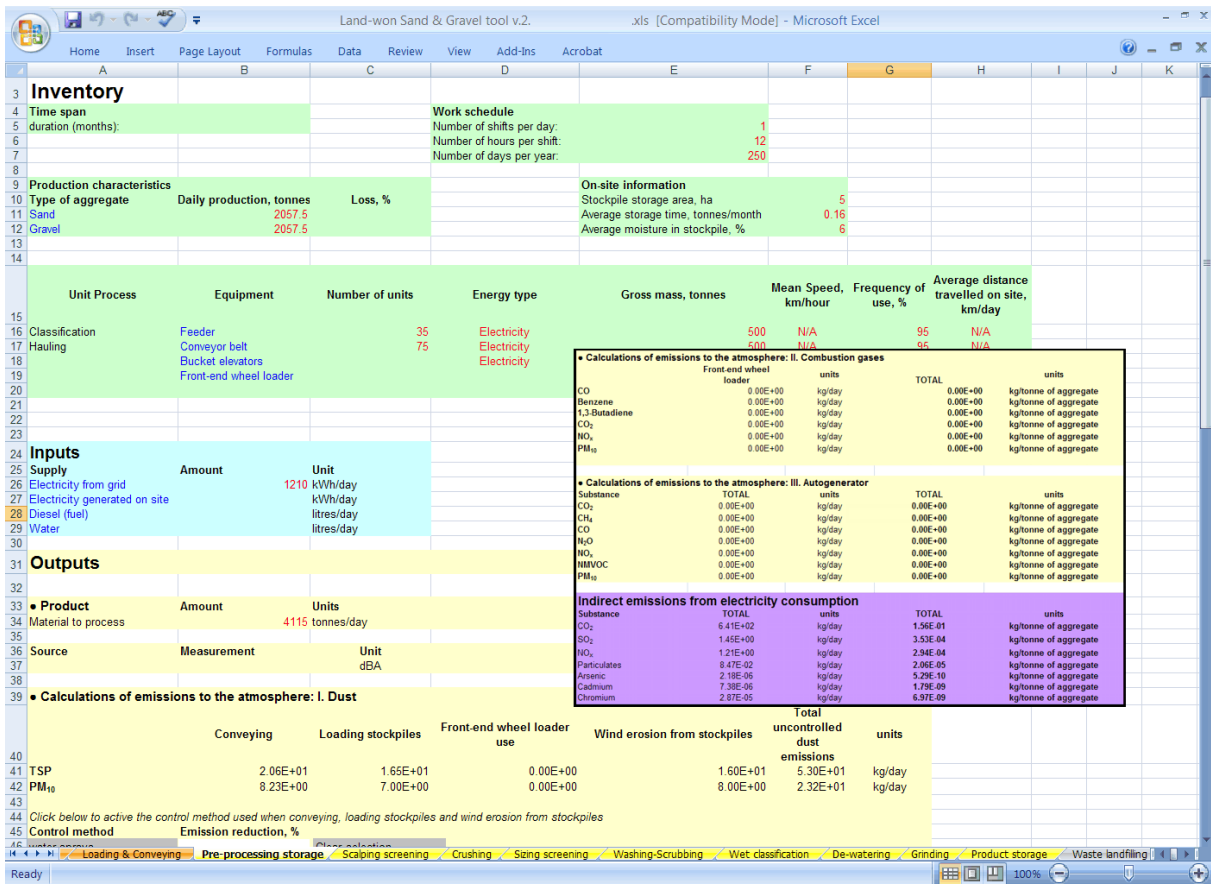 Land-won Sand & Gravel tool v.2. .xls [Compatibility Mode] - Microsoft Excel
Home Insert Page Layout Formulas Data Review View Add-Ins Acrobat
A B C D E F G H I J K
3 Inventory
4 Time span Work schedule
5 duration (months): Number of shifts per day: 1
6 Number of hours per shift: 12
7 Number of days per year: 250
8
9 Production characteristics On-site information
10 Type of aggregate Daily production, tonnes Loss, % Stockpile storage area, ha 5
11 Sand 2057.5 Average storage time, tonnes/month 0.16
12 Gravel 2057.5 Average moisture in stockpile, % 6
13
14
15 Unit Process Equipment Number of units Energy type Gross mass, tonnes Mean Speed, km/hour Frequency of use, % Average distance travelled on site, km/day
16 Classification Feeder 35 Electricity 500 N/A 95 N/A
17 Hauling Conveyor belt 75 Electricity 500 N/A 95 N/A
18 Bucket elevators Electricity
19 Front-end wheel loader
20
21
22
23
24 Inputs
25 Supply Amount Unit
26 Electricity from grid 1210 kWh/day
27 Electricity generated on site kWh/day
28 Diesel (fuel) litres/day
29 Water litres/day
30
31 Outputs
32
33 • Product Amount Units
34 Material to process 4115 tonnes/day
35
36 Source Measurement Unit
37 dBA
38
39 • Calculations of emissions to the atmosphere: I. Dust
40 Conveying Loading stockpiles Front-end wheel loader use Wind erosion from stockpiles Total uncontrolled dust emissions units
41 TSP 2.06E+01 1.65E+01 0.00E+00 1.60E+01 5.30E+01 kg/day
42 PM₁₀ 8.23E+00 7.00E+00 0.00E+00 8.00E+00 2.32E+01 kg/day
43
44 Click below to active the control method used when conveying, loading stockpiles and wind erosion from stockpiles
45 Control method Emission reduction, %
46 water sprays Clear selection
• Calculations of emissions to the atmosphere: II. Combustion gases
Front-end wheel loader units TOTAL units
CO 0.00E+00 kg/day 0.00E+00 kg/tonne of aggregate
Benzene 0.00E+00 kg/day 0.00E+00 kg/tonne of aggregate
1,3-Butadiene 0.00E+00 kg/day 0.00E+00 kg/tonne of aggregate
CO₂ 0.00E+00 kg/day 0.00E+00 kg/tonne of aggregate
NOₓ 0.00E+00 kg/day 0.00E+00 kg/tonne of aggregate
PM₁₀ 0.00E+00 kg/day 0.00E+00 kg/tonne of aggregate
• Calculations of emissions to the atmosphere: III. Autogenerator
Substance TOTAL units TOTAL units
CO₂ 0.00E+00 kg/day 0.00E+00 kg/tonne of aggregate
CH₄ 0.00E+00 kg/day 0.00E+00 kg/tonne of aggregate
CO 0.00E+00 kg/day 0.00E+00 kg/tonne of aggregate
N₂O 0.00E+00 kg/day 0.00E+00 kg/tonne of aggregate
NOₓ 0.00E+00 kg/day 0.00E+00 kg/tonne of aggregate
NMVOC 0.00E+00 kg/day 0.00E+00 kg/tonne of aggregate
PM₁₀ 0.00E+00 kg/day 0.00E+00 kg/tonne of aggregate
Indirect emissions from electricity consumption
Substance TOTAL units TOTAL units
CO₂ 6.41E+02 kg/day 1.56E-01 kg/tonne of aggregate
SO₂ 1.45E+00 kg/day 3.53E-04 kg/tonne of aggregate
NOₓ 1.21E+00 kg/day 2.94E-04 kg/tonne of aggregate
Particulates 8.47E-02 kg/day 2.06E-05 kg/tonne of aggregate
Arsenic 2.18E-06 kg/day 5.29E-10 kg/tonne of aggregate
Cadmium 7.38E-06 kg/day 1.79E-09 kg/tonne of aggregate
Chromium 2.87E-05 kg/day 6.97E-09 kg/tonne of aggregate
Loading & Conveying Pre-processing storage Scalping screening Crushing Sizing screening Washing-Scrubbing Wet classification De-watering Grinding Product storage Waste landfilling
Ready 100%